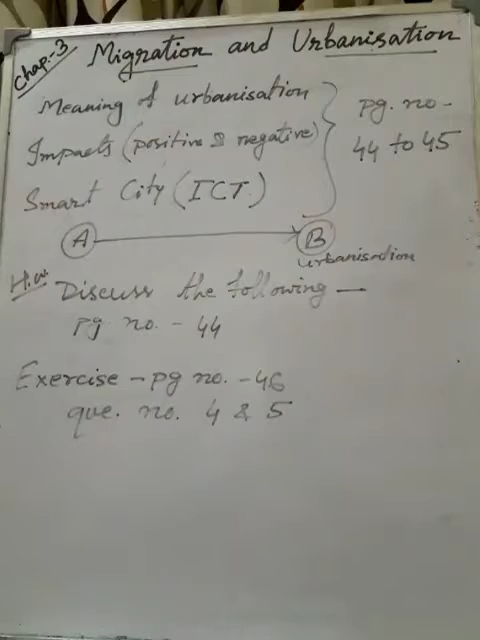 Chap:-3
Migration and Urbanisation
Meaning of urbanisation
Impacts (positive & negative)
Smart City (ICT)
pg. no -
44 to 45
A B
urbanisation
H.w
Discuss the following —
pg no. - 44
Exercise - pg no. - 46
que. no. 4 & 5